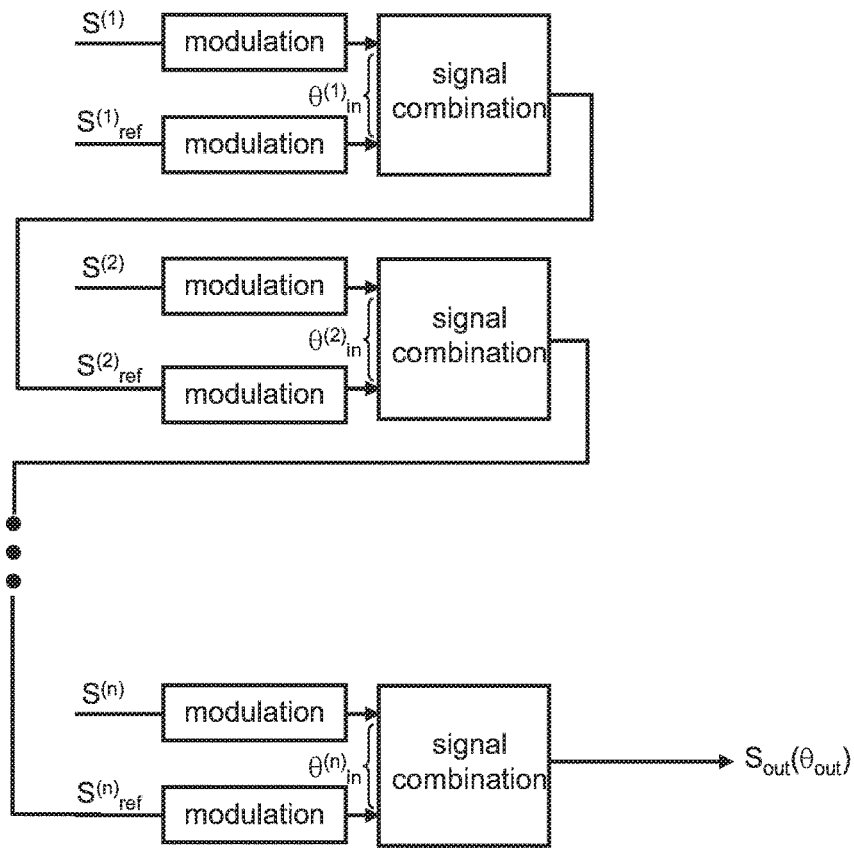 S(1)
modulation
θ(1)in
signal
combination
S(1)ref
modulation
S(2)
modulation
θ(2)in
signal
combination
S(2)ref
modulation
S(n)
modulation
θ(n)in
signal
combination
Sout(θout)
S(n)ref
modulation